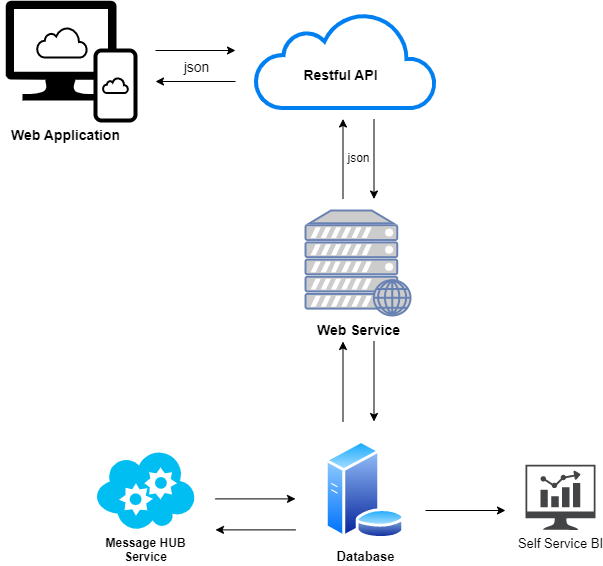 json
Restful API
Web Application
json
Web Service
Message HUB
Service
Database
Self Service BI